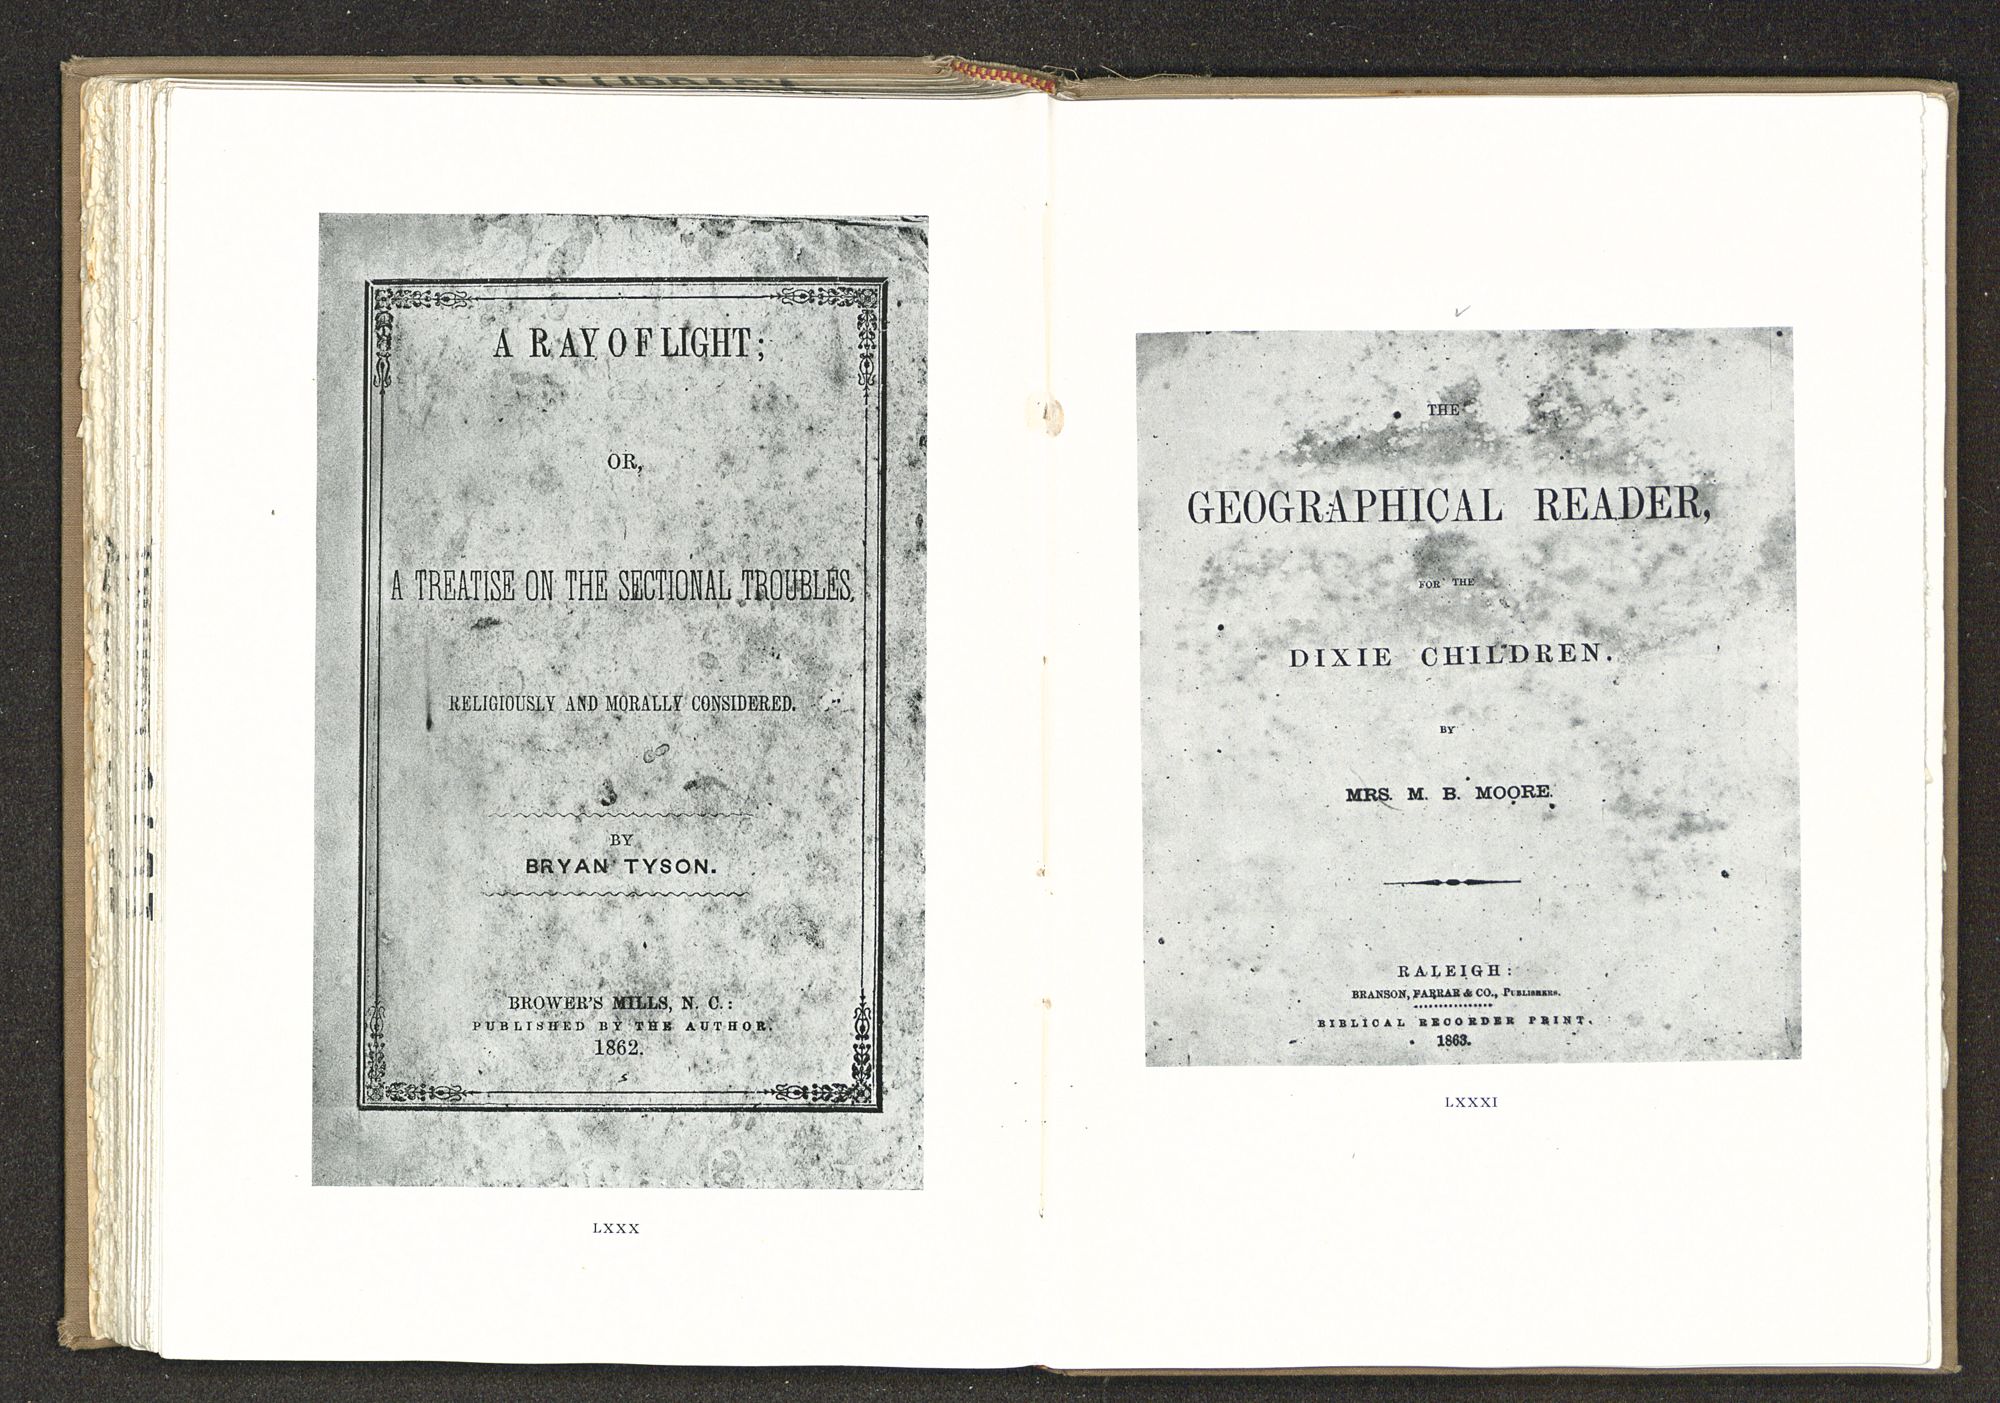 A RAY OF LIGHT;
OR,
A TREATISE ON THE SECTIONAL TROUBLES,
RELIGIOUSLY AND MORALLY CONSIDERED.
BY
BRYAN TYSON.
BROWER'S MILLS, N. C.:
PUBLISHED BY THE AUTHOR.
1862.
LXXX
THE
GEOGRAPHICAL READER,
FOR THE
DIXIE CHILDREN.
BY
MRS. M. B. MOORE.
RALEIGH:
BRANSON, FARRAR & CO., PUBLISHERS.
BIBLICAL RECORDER PRINT.
1863.
LXXXI